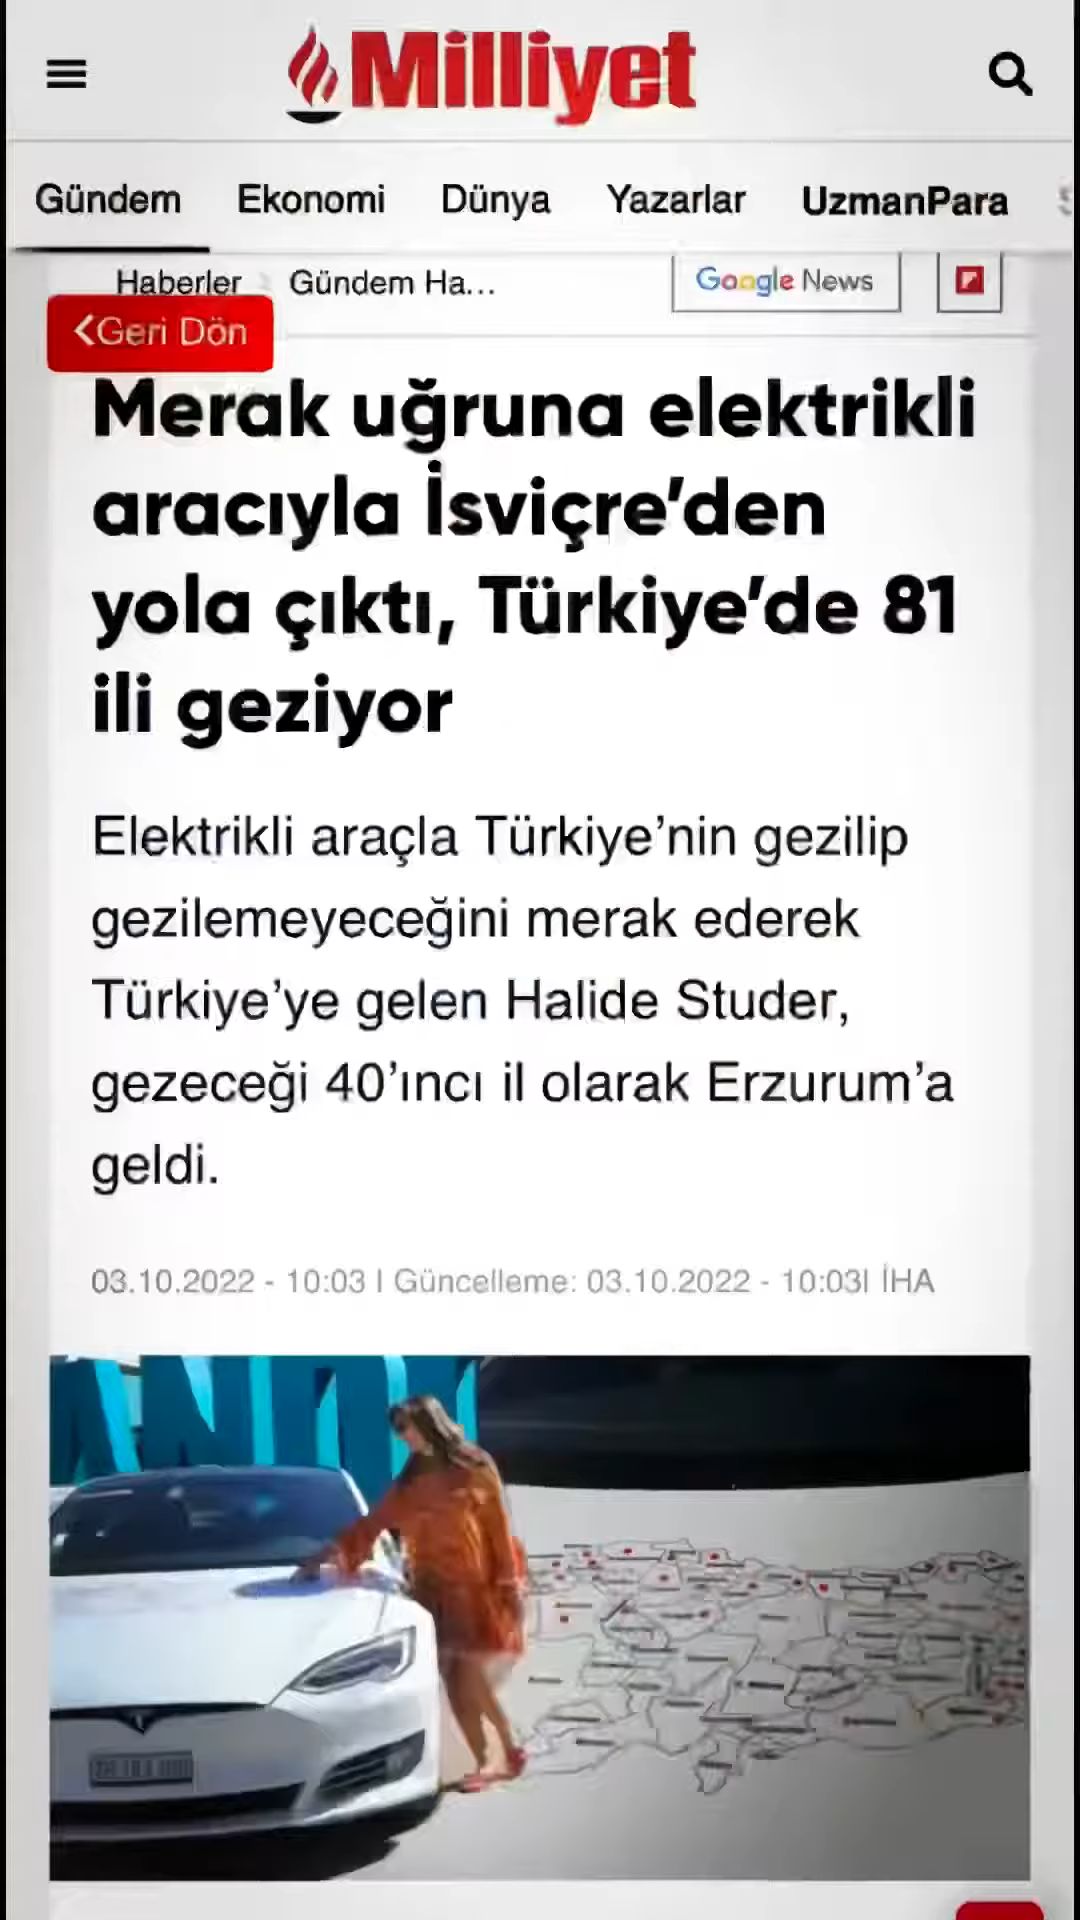 Milliyet
Gündem Ekonomi Dünya Yazarlar UzmanPara
Haberler Gündem Ha...
Google News
Geri Dön
Merak uğruna elektrikli
aracıyla İsviçre'den
yola çıktı, Türkiye'de 81
ili geziyor
Elektrikli araçla Türkiye'nin gezilip
gezilemeyeceğini merak ederek
Türkiye'ye gelen Halide Studer,
gezeceği 40'ıncı il olarak Erzurum'a
geldi.
03.10.2022 - 10:03 | Güncelleme: 03.10.2022 - 10:03| İHA